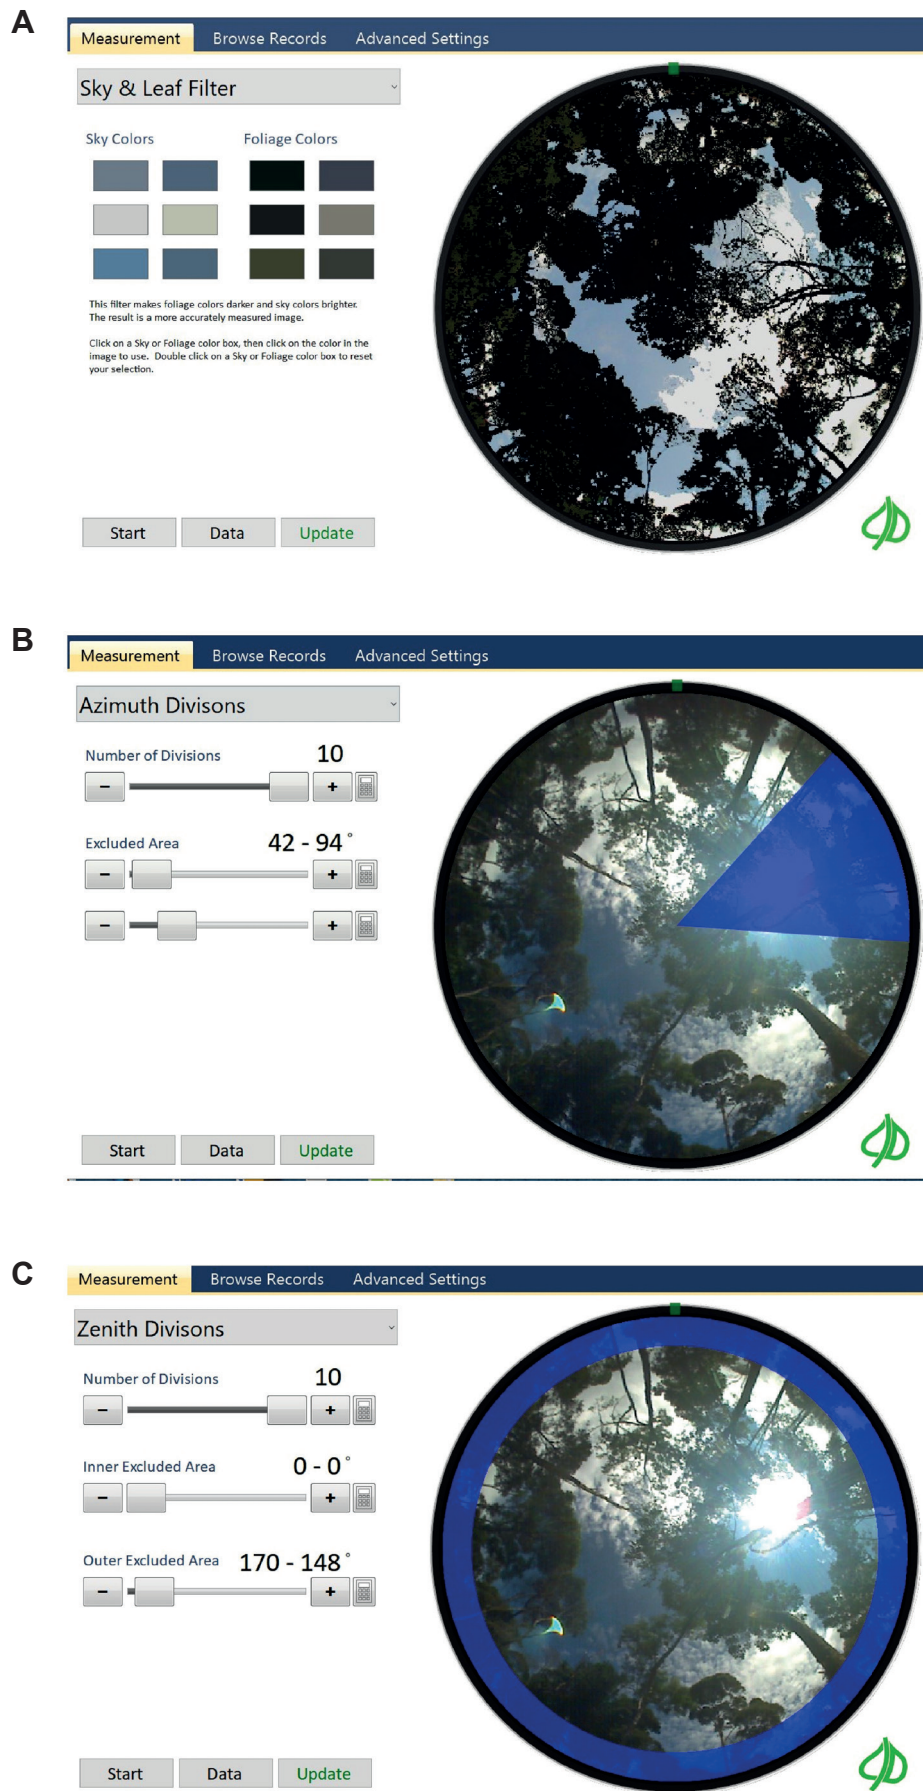 A
Measurement Browse Records Advanced Settings
Sky & Leaf Filter
Sky Colors Foliage Colors
This filter makes foliage colors darker and sky colors brighter.
The result is a more accurately measured image.
Click on a Sky or Foliage color box, then click on the color in the
image to use. Double click on a Sky or Foliage color box to reset
your selection.
Start Data Update
B
Measurement Browse Records Advanced Settings
Azimuth Divisons
Number of Divisions 10
- +
Excluded Area 42 - 94°
- +
- +
Start Data Update
C
Measurement Browse Records Advanced Settings
Zenith Divisons
Number of Divisions 10
- +
Inner Excluded Area 0 - 0°
- +
Outer Excluded Area 170 - 148°
- +
Start Data Update